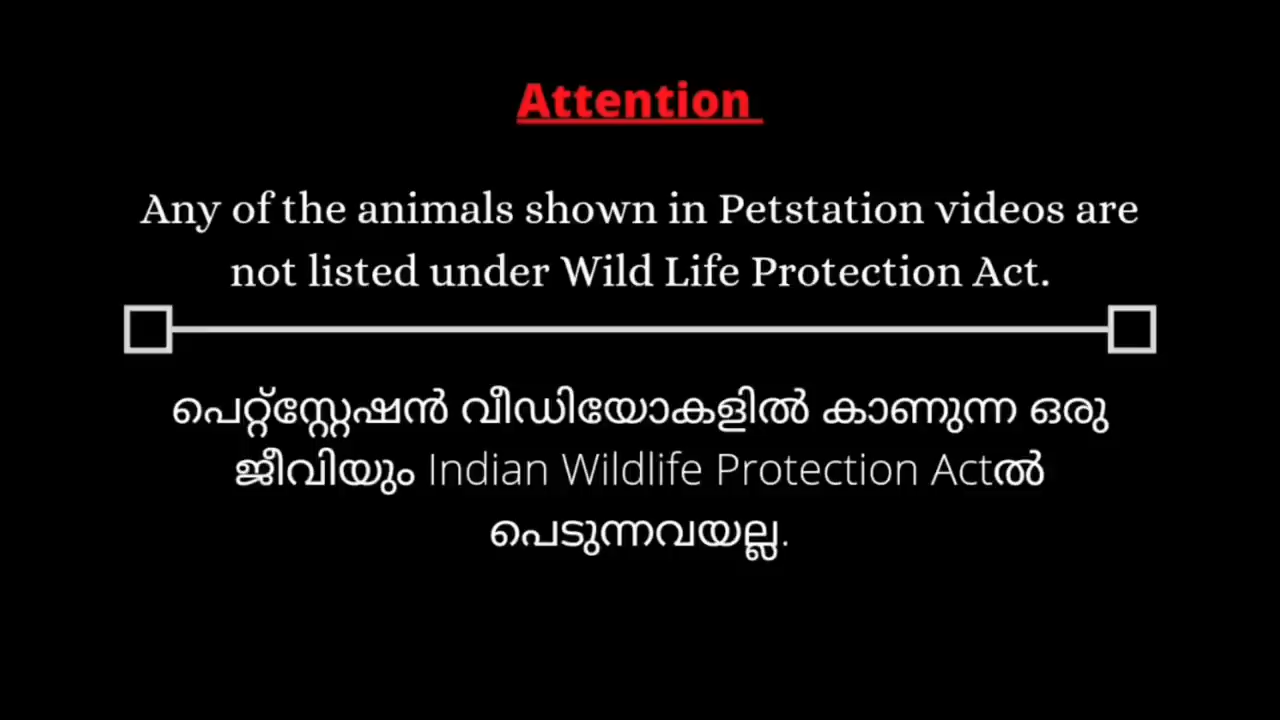 Attention
Any of the animals shown in Petstation videos are
not listed under Wild Life Protection Act.
പെറ്റ്സ്റ്റേഷൻ വീഡിയോകളിൽ കാണുന്ന ഒരു
ജീവിയും Indian Wildlife Protection Actൽ
പെടുന്നവയല്ല.